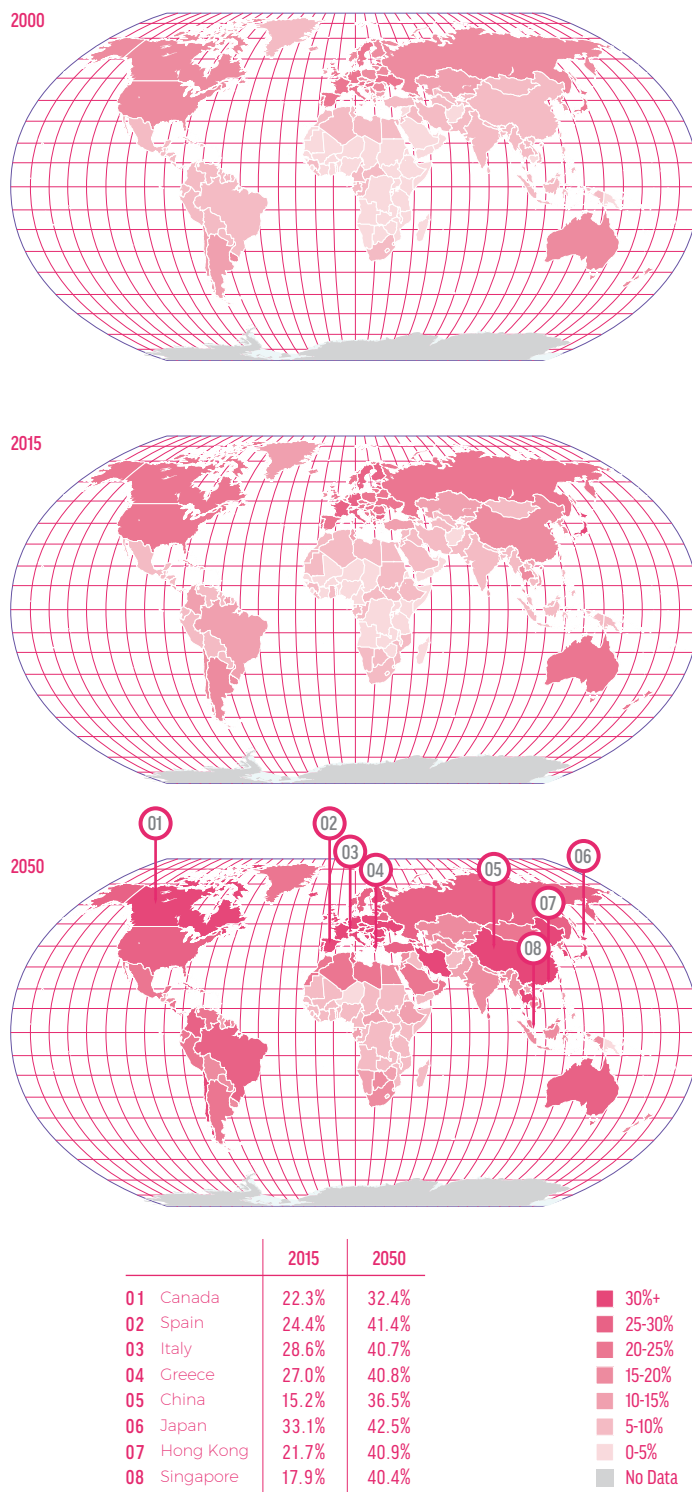 2000
2015
2050
01
02
03
04
05
06
07
08
2015 2050
01 Canada 22.3% 32.4%
02 Spain 24.4% 41.4%
03 Italy 28.6% 40.7%
04 Greece 27.0% 40.8%
05 China 15.2% 36.5%
06 Japan 33.1% 42.5%
07 Hong Kong 21.7% 40.9%
08 Singapore 17.9% 40.4%
30%+
25-30%
20-25%
15-20%
10-15%
5-10%
0-5%
No Data